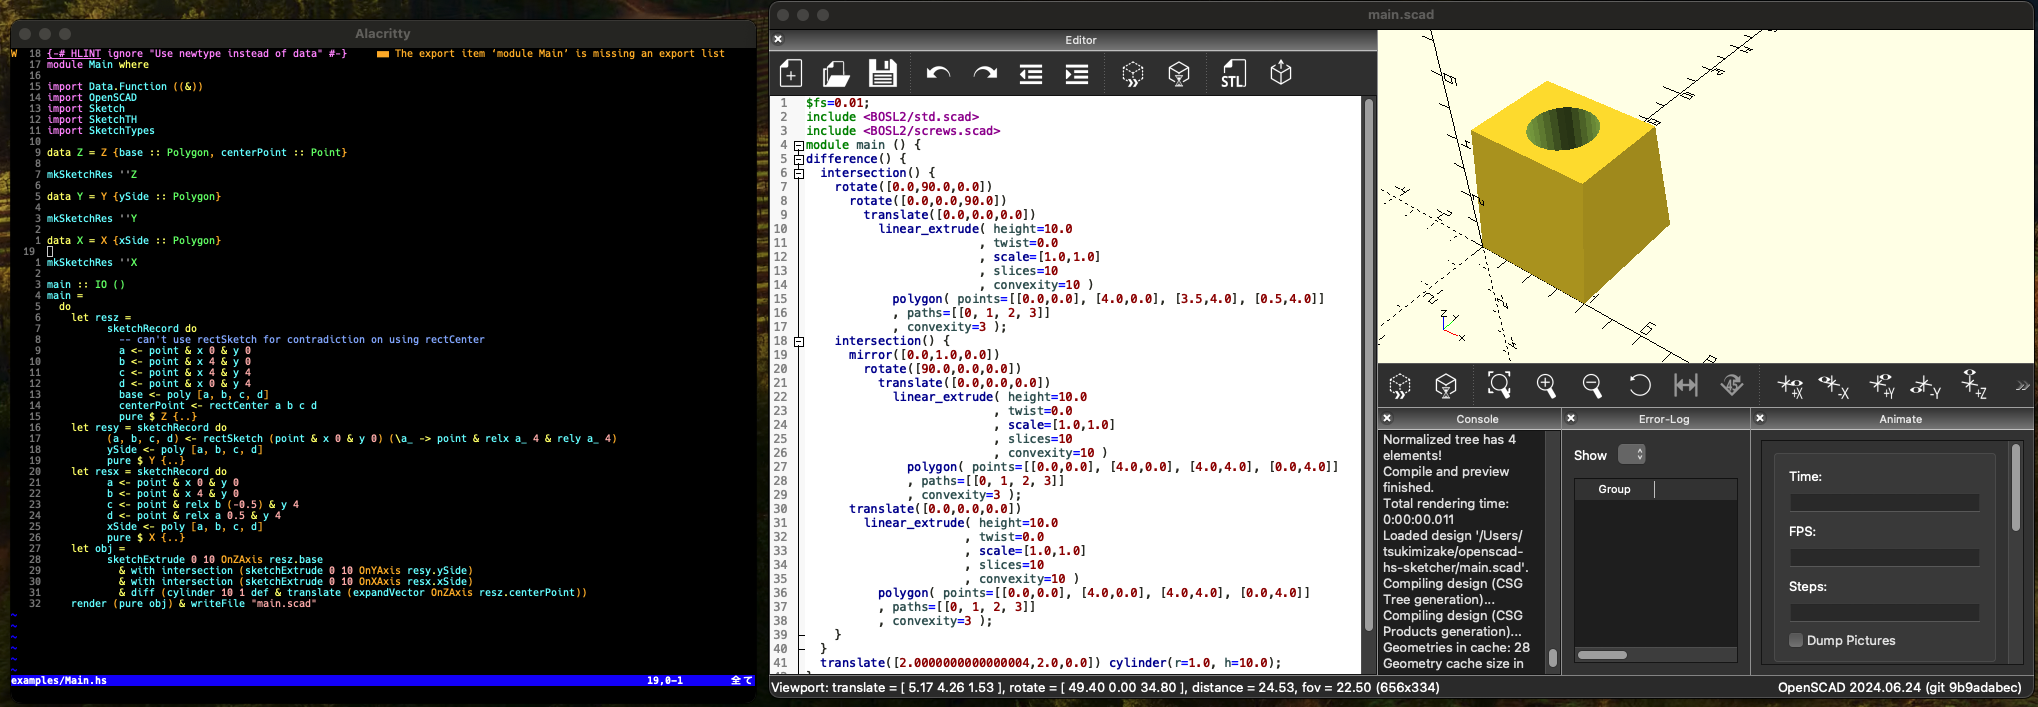 Alacritty
W 18 {-# HLINT ignore "Use newtype instead of data" #-} ■■ The export item ‘module Main’ is missing an export list
17 module Main where
16
15 import Data.Function ((&))
14 import OpenSCAD
13 import Sketch
12 import SketchTH
11 import SketchTypes
10
9 data Z = Z {base :: Polygon, centerPoint :: Point}
8
7 mkSketchRes ''Z
6
5 data Y = Y {ySide :: Polygon}
4
3 mkSketchRes ''Y
2
1 data X = X {xSide :: Polygon}
19
1 mkSketchRes ''X
2
3 main :: IO ()
4 main =
5 do
6 let resz =
7 sketchRecord do
8 -- can't use rectSketch for contradiction on using rectCenter
9 a <- point & x 0 & y 0
10 b <- point & x 4 & y 0
11 c <- point & x 4 & y 4
12 d <- point & x 0 & y 4
13 base <- poly [a, b, c, d]
14 centerPoint <- rectCenter a b c d
15 pure $ Z {..}
16 let resy = sketchRecord do
17 (a, b, c, d) <- rectSketch (point & x 0 & y 0) (\a_ -> point & relx a_ 4 & rely a_ 4)
18 ySide <- poly [a, b, c, d]
19 pure $ Y {..}
20 let resx = sketchRecord do
21 a <- point & x 0 & y 0
22 b <- point & x 4 & y 0
23 c <- point & relx b (-0.5) & y 4
24 d <- point & relx a 0.5 & y 4
25 xSide <- poly [a, b, c, d]
26 pure $ X {..}
27 let obj =
28 sketchExtrude 0 10 OnZAxis resz.base
29 & with intersection (sketchExtrude 0 10 OnYAxis resy.ySide)
30 & with intersection (sketchExtrude 0 10 OnXAxis resx.xSide)
31 & diff (cylinder 10 1 def & translate (expandVector OnZAxis resz.centerPoint))
32 render (pure obj) & writeFile "main.scad"
~
~
~
~
~
~
examples/Main.hs 19,0-1 全て
main.scad
Editor
STL
1 $fs=0.01;
2 include <BOSL2/std.scad>
3 include <BOSL2/screws.scad>
4 module main () {
5 difference() {
6 intersection() {
7 rotate([0.0,90.0,0.0])
8 rotate([0.0,0.0,90.0])
9 translate([0.0,0.0,0.0])
10 linear_extrude( height=10.0
11 , twist=0.0
12 , scale=[1.0,1.0]
13 , slices=10
14 , convexity=10 )
15 polygon( points=[[0.0,0.0], [4.0,0.0], [3.5,4.0], [0.5,4.0]]
16 , paths=[[0, 1, 2, 3]]
17 , convexity=3 );
18 intersection() {
19 mirror([0.0,1.0,0.0])
20 rotate([90.0,0.0,0.0])
21 translate([0.0,0.0,0.0])
22 linear_extrude( height=10.0
23 , twist=0.0
24 , scale=[1.0,1.0]
25 , slices=10
26 , convexity=10 )
27 polygon( points=[[0.0,0.0], [4.0,0.0], [4.0,4.0], [0.0,4.0]]
28 , paths=[[0, 1, 2, 3]]
29 , convexity=3 );
30 translate([0.0,0.0,0.0])
31 linear_extrude( height=10.0
32 , twist=0.0
33 , scale=[1.0,1.0]
34 , slices=10
35 , convexity=10 )
36 polygon( points=[[0.0,0.0], [4.0,0.0], [4.0,4.0], [0.0,4.0]]
37 , paths=[[0, 1, 2, 3]]
38 , convexity=3 );
39 }
40 }
41 translate([2.0000000000000004,2.0,0.0]) cylinder(r=1.0, h=10.0);
Z
Y
X
45 +X -X +Y -Y +Z
Console
Normalized tree has 4
elements!
Compile and preview
finished.
Total rendering time:
0:00:00.011
Loaded design '/Users/
tsukimizake/openscad-
hs-sketcher/main.scad'.
Compiling design (CSG
Tree generation)...
Compiling design (CSG
Products generation)...
Geometries in cache: 28
Geometry cache size in
Error-Log
Show
Group
Animate
Time:
FPS:
Steps:
Dump Pictures
Viewport: translate = [ 5.17 4.26 1.53 ], rotate = [ 49.40 0.00 34.80 ], distance = 24.53, fov = 22.50 (656x334)
OpenSCAD 2024.06.24 (git 9b9adabec)